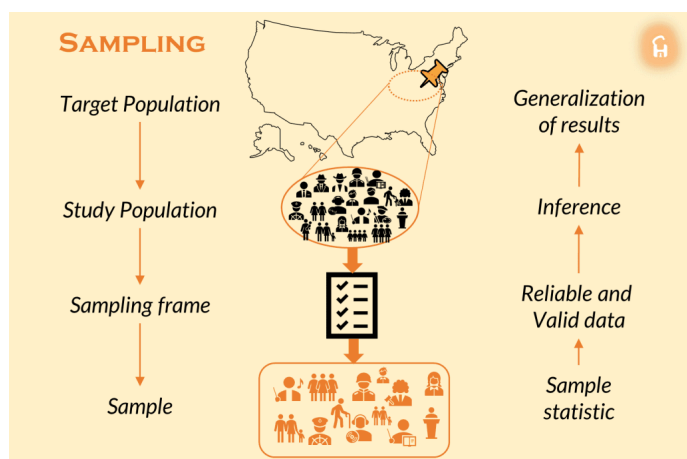 SAMPLING
Target Population
Study Population
Sampling frame
Sample
Generalization
of results
Inference
Reliable and
Valid data
Sample
statistic